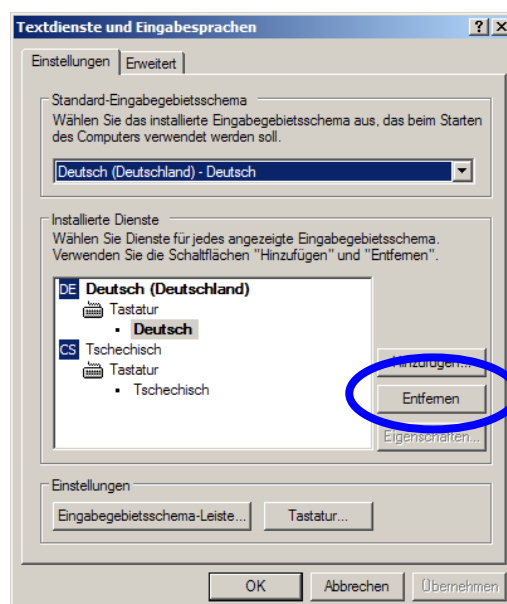 Textdienste und Eingabesprachen
Einstellungen Erweitert
Standard-Eingabegebietsschema
Wählen Sie das installierte Eingabegebietsschema aus, das beim Starten
des Computers verwendet werden soll.
Deutsch (Deutschland) - Deutsch
Installierte Dienste
Wählen Sie Dienste für jedes angezeigte Eingabegebietsschema.
Verwenden Sie die Schaltflächen "Hinzufügen" und "Entfernen".
DE Deutsch (Deutschland)
Tastatur
Deutsch
CS Tschechisch
Tastatur
Tschechisch
Hinzufügen...
Entfernen
Eigenschaften...
Einstellungen
Eingabegebietsschema-Leiste... Tastatur...
OK Abbrechen Übernehmen